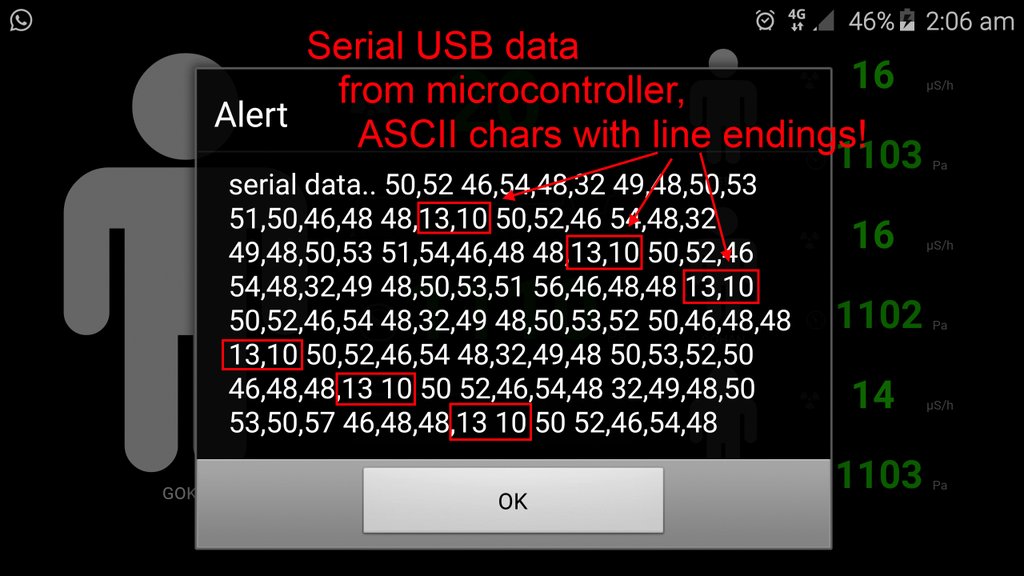 4G 46% 2:06 am
Serial USB data
from microcontroller,
ASCII chars with line endings!
Alert
serial data.. 50,52 46,54,48,32 49,48,50,53
51,50,46,48 48,13,10 50,52,46 54,48,32
49,48,50,53 51,54,46,48 48,13,10 50,52,46
54,48,32,49 48,50,53,51 56,46,48,48 13,10
50,52,46,54 48,32,49 48,50,53,52 50,46,48,48
13,10 50,52,46,54 48,32,49,48 50,53,52,50
46,48,48,13 10 50 52,46,54,48 32,49,48,50
53,50,57 46,48,48,13 10 50 52,46,54,48
OK
GOK
16 µS/h
1103 Pa
16 µS/h
1102 Pa
14 µS/h
1103 Pa